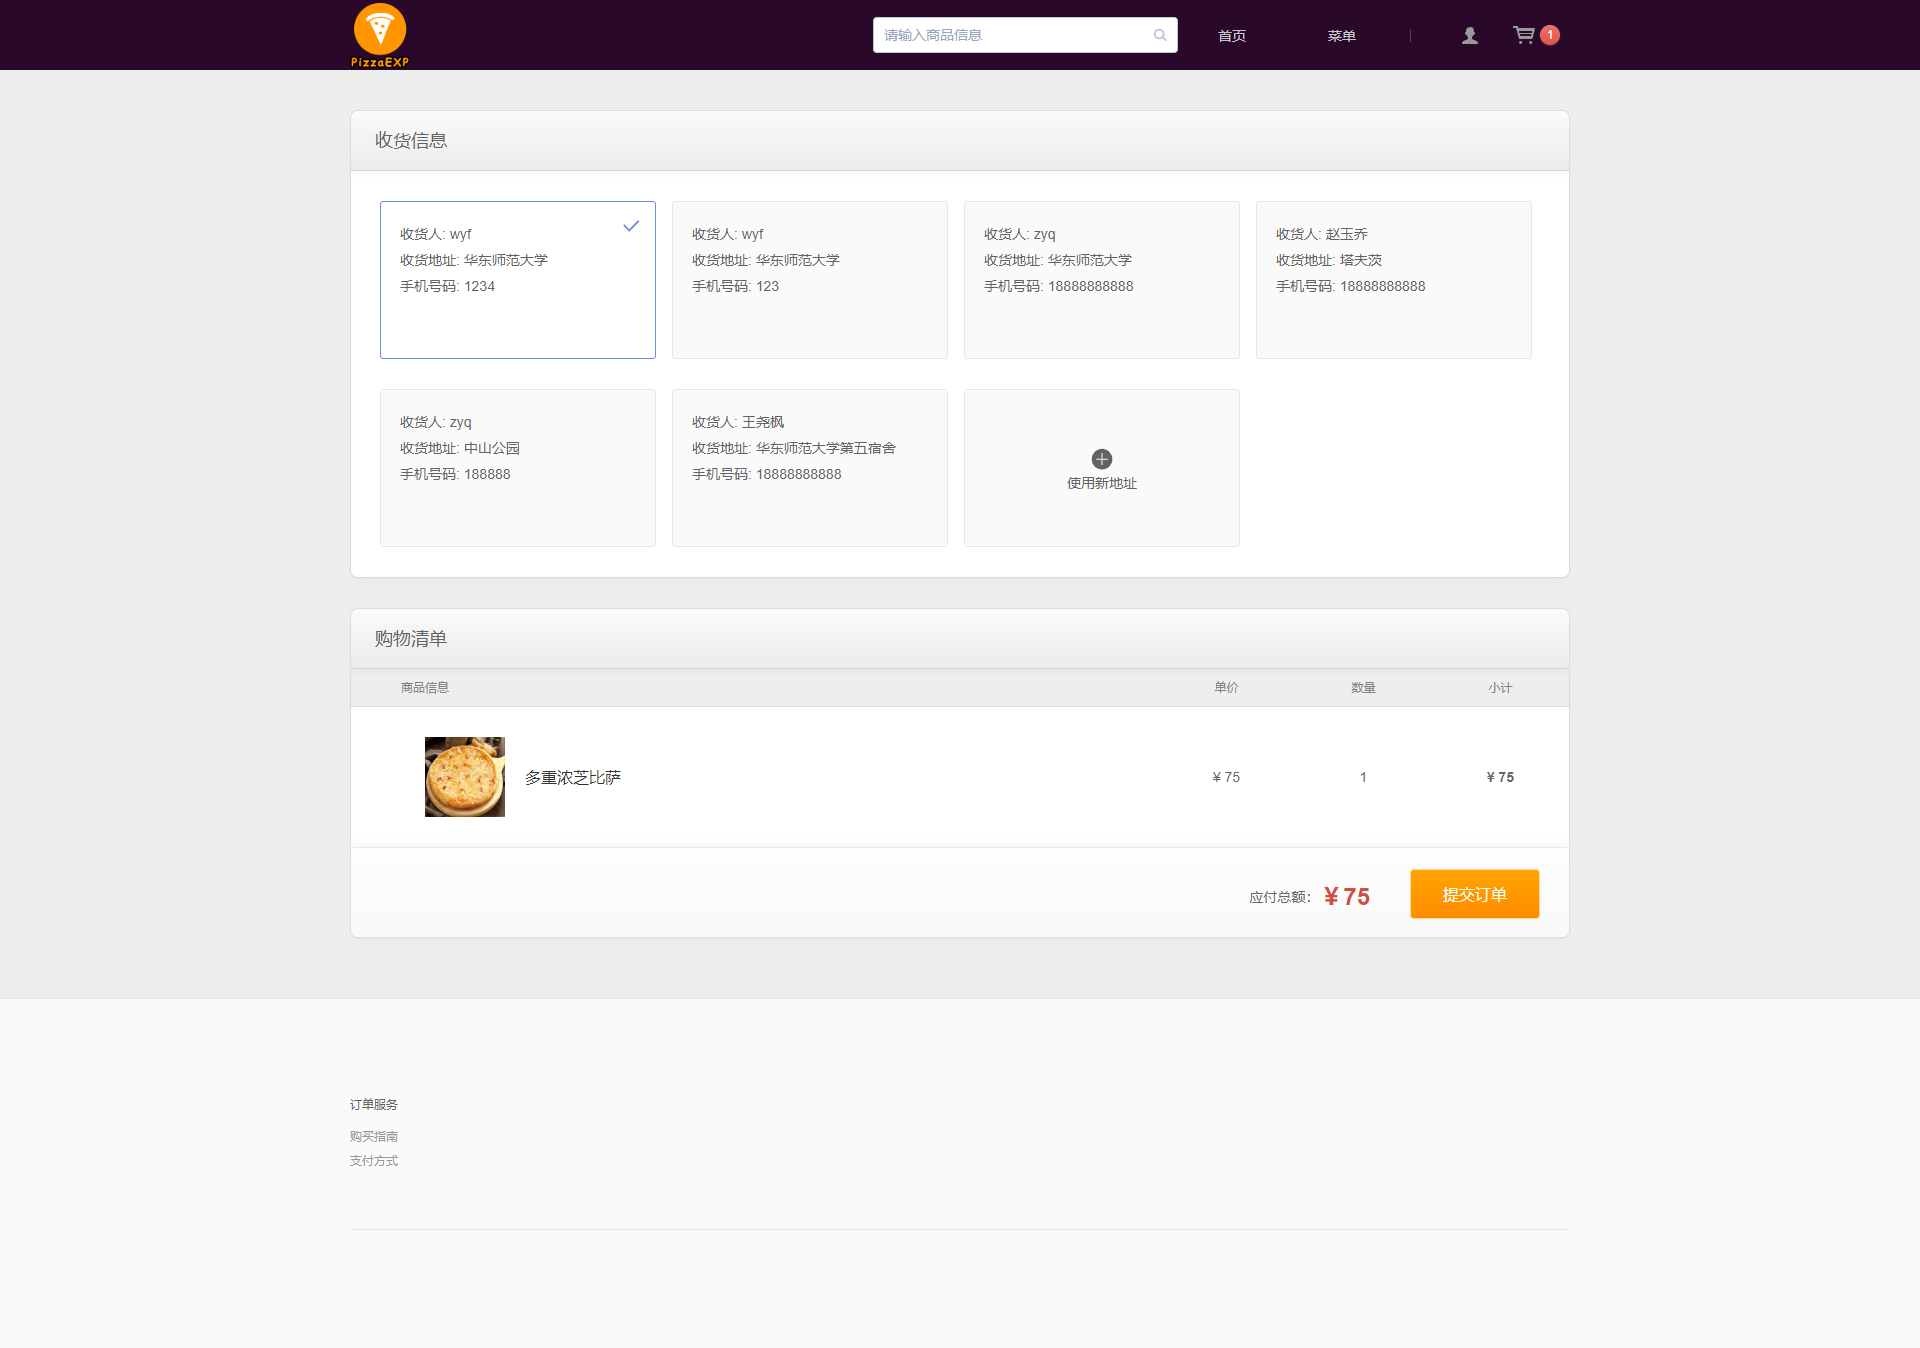 PizzaEXP
请输入商品信息
首页
菜单
1
收货信息
收货人: wyf
收货地址: 华东师范大学
手机号码: 1234
收货人: wyf
收货地址: 华东师范大学
手机号码: 123
收货人: zyq
收货地址: 华东师范大学
手机号码: 18888888888
收货人: 赵玉乔
收货地址: 塔夫茨
手机号码: 18888888888
收货人: zyq
收货地址: 中山公园
手机号码: 188888
收货人: 王尧枫
收货地址: 华东师范大学第五宿舍
手机号码: 18888888888
使用新地址
购物清单
商品信息 单价 数量 小计
多重浓芝比萨 ¥ 75 1 ¥ 75
应付总额: ¥ 75 提交订单
订单服务
购买指南
支付方式